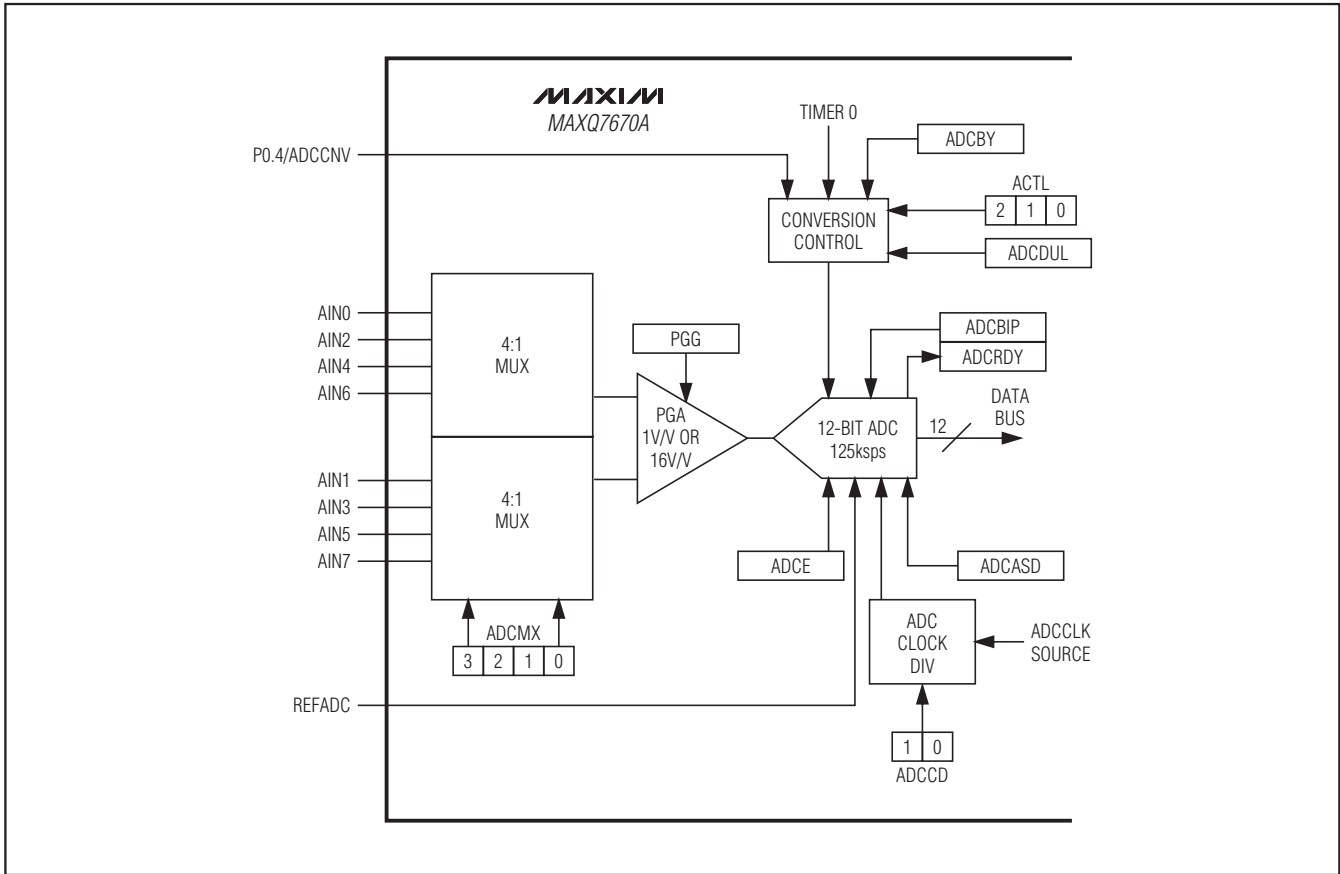 MAXIM
MAXQ7670A
TIMER 0
ADCBY
P0.4/ADCCNV
ACTL
2 1 0
CONVERSION
CONTROL
ADCDUL
AIN0
AIN2
AIN4
AIN6
4:1
MUX
PGG
ADCBIP
ADCRDY
PGA
1V/V OR
16V/V
12-BIT ADC
125ksps
12
DATA
BUS
AIN1
AIN3
AIN5
AIN7
4:1
MUX
ADCE
ADCASD
ADCMX
3 2 1 0
ADC
CLOCK
DIV
ADCCLK
SOURCE
REFADC
1 0
ADCCD